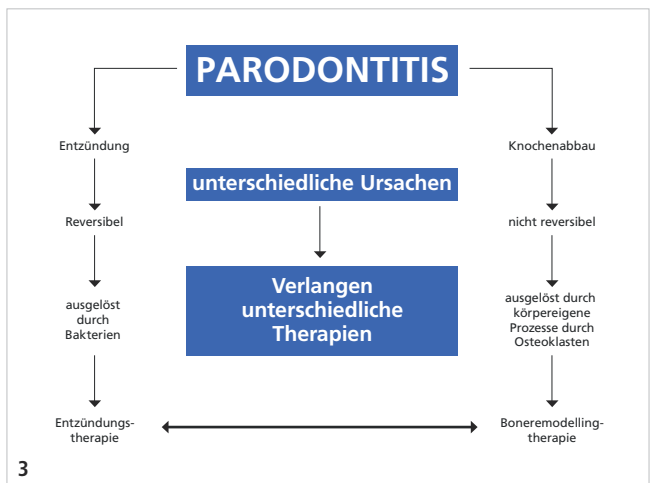 PARODONTITIS
Entzündung
Reversibel
ausgelöst
durch
Bakterien
Entzündungs-
therapie
unterschiedliche Ursachen
Verlangen
unterschiedliche
Therapien
Knochenabbau
nicht reversibel
ausgelöst durch
körpereigene
Prozesse durch
Osteoklasten
Boneremodelling-
therapie
3